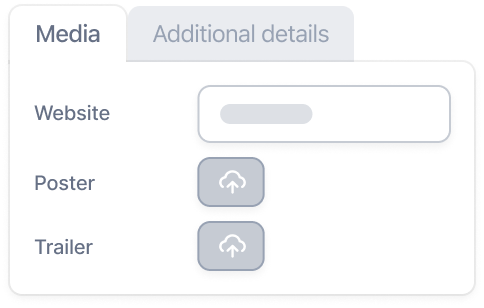 Media
Additional details
Website
Poster
Trailer